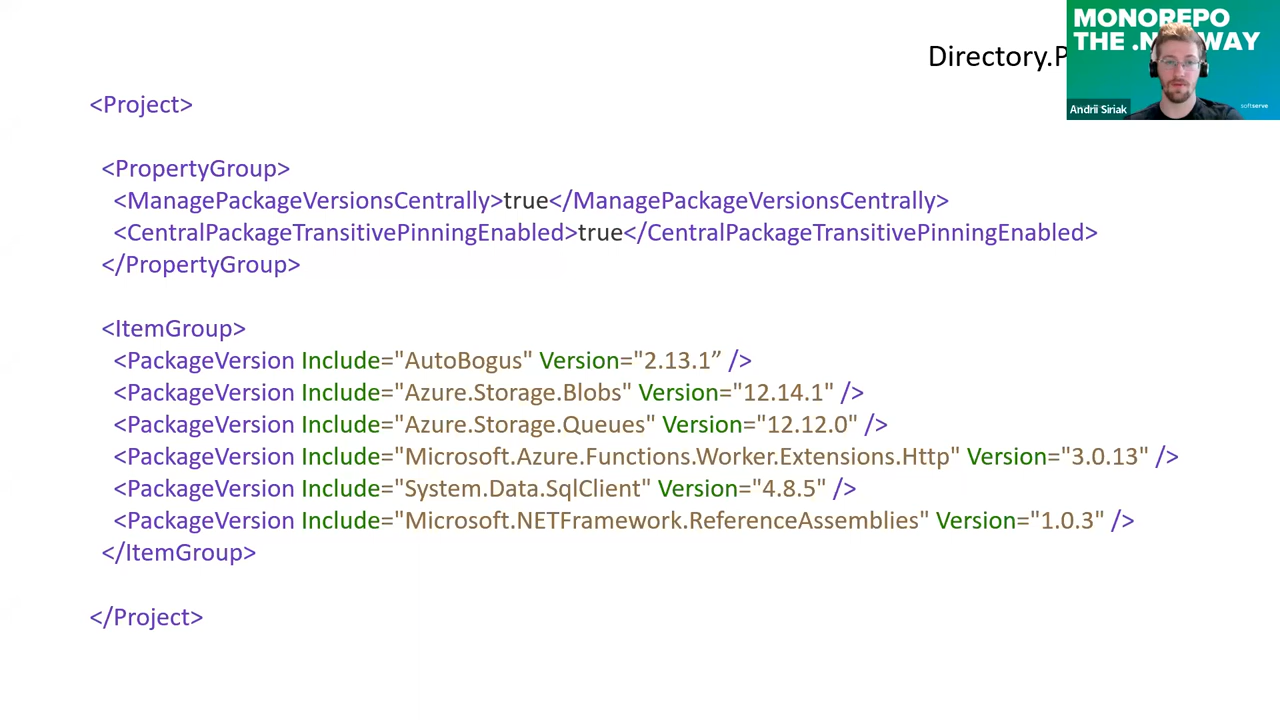 MONOREPO
THE .N WAY
Directory.P
Andrii Siriak
softserve
<Project>
<PropertyGroup>
<ManagePackageVersionsCentrally>true</ManagePackageVersionsCentrally>
<CentralPackageTransitivePinningEnabled>true</CentralPackageTransitivePinningEnabled>
</PropertyGroup>
<ItemGroup>
<PackageVersion Include="AutoBogus" Version="2.13.1” />
<PackageVersion Include="Azure.Storage.Blobs" Version="12.14.1" />
<PackageVersion Include="Azure.Storage.Queues" Version="12.12.0" />
<PackageVersion Include="Microsoft.Azure.Functions.Worker.Extensions.Http" Version="3.0.13" />
<PackageVersion Include="System.Data.SqlClient" Version="4.8.5" />
<PackageVersion Include="Microsoft.NETFramework.ReferenceAssemblies" Version="1.0.3" />
</ItemGroup>
</Project>